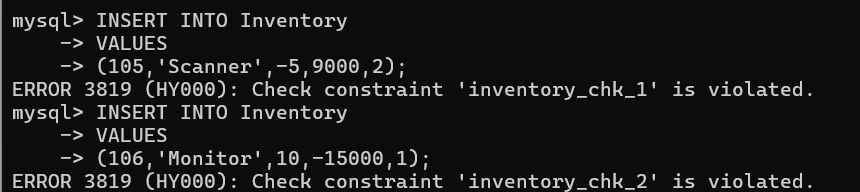 mysql> INSERT INTO Inventory
    -> VALUES
    -> (105,'Scanner',-5,9000,2);
ERROR 3819 (HY000): Check constraint 'inventory_chk_1' is violated.
mysql> INSERT INTO Inventory
    -> VALUES
    -> (106,'Monitor',10,-15000,1);
ERROR 3819 (HY000): Check constraint 'inventory_chk_2' is violated.